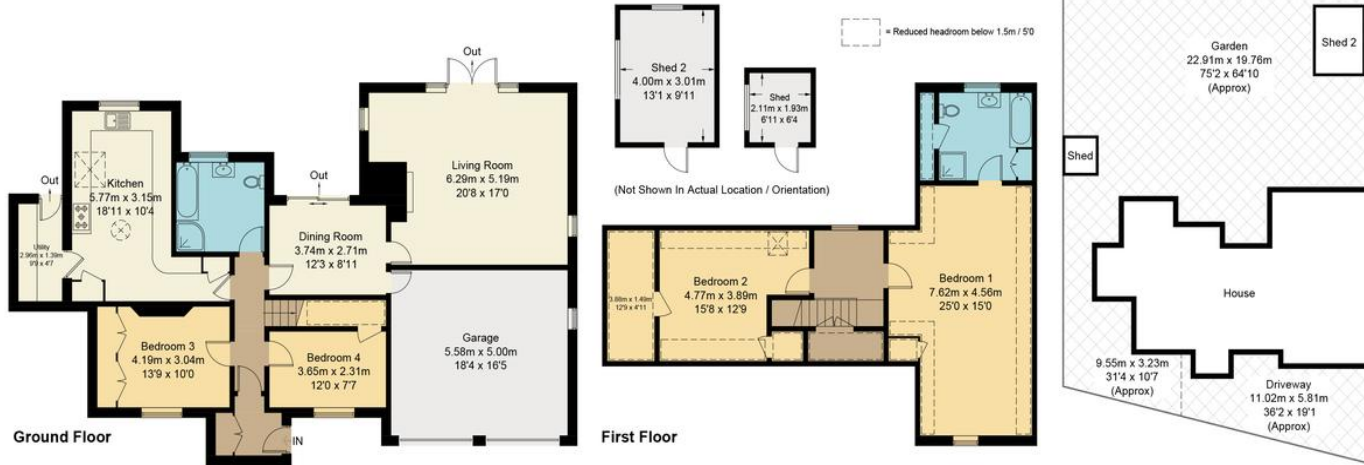 Out
Kitchen
5.77m x 3.15m
18'11 x 10'4
Out
Utility
2.96m x 1.39m
9'9 x 4'7
Out
Dining Room
3.74m x 2.71m
12'3 x 8'11
Out
Living Room
6.29m x 5.19m
20'8 x 17'0
Bedroom 3
4.19m x 3.04m
13'9 x 10'0
Bedroom 4
3.65m x 2.31m
12'0 x 7'7
Garage
5.58m x 5.00m
18'4 x 16'5
IN
Ground Floor
Shed 2
4.00m x 3.01m
13'1 x 9'11
Shed
2.11m x 1.93m
6'11 x 6'4
(Not Shown In Actual Location / Orientation)
= Reduced headroom below 1.5m / 5'0
3.88m x 1.49m
12'9 x 4'11
Bedroom 2
4.77m x 3.89m
15'8 x 12'9
Bedroom 1
7.62m x 4.56m
25'0 x 15'0
First Floor
Garden
22.91m x 19.76m
75'2 x 64'10
(Approx)
Shed 2
Shed
House
9.55m x 3.23m
31'4 x 10'7
(Approx)
Driveway
11.02m x 5.81m
36'2 x 19'1
(Approx)